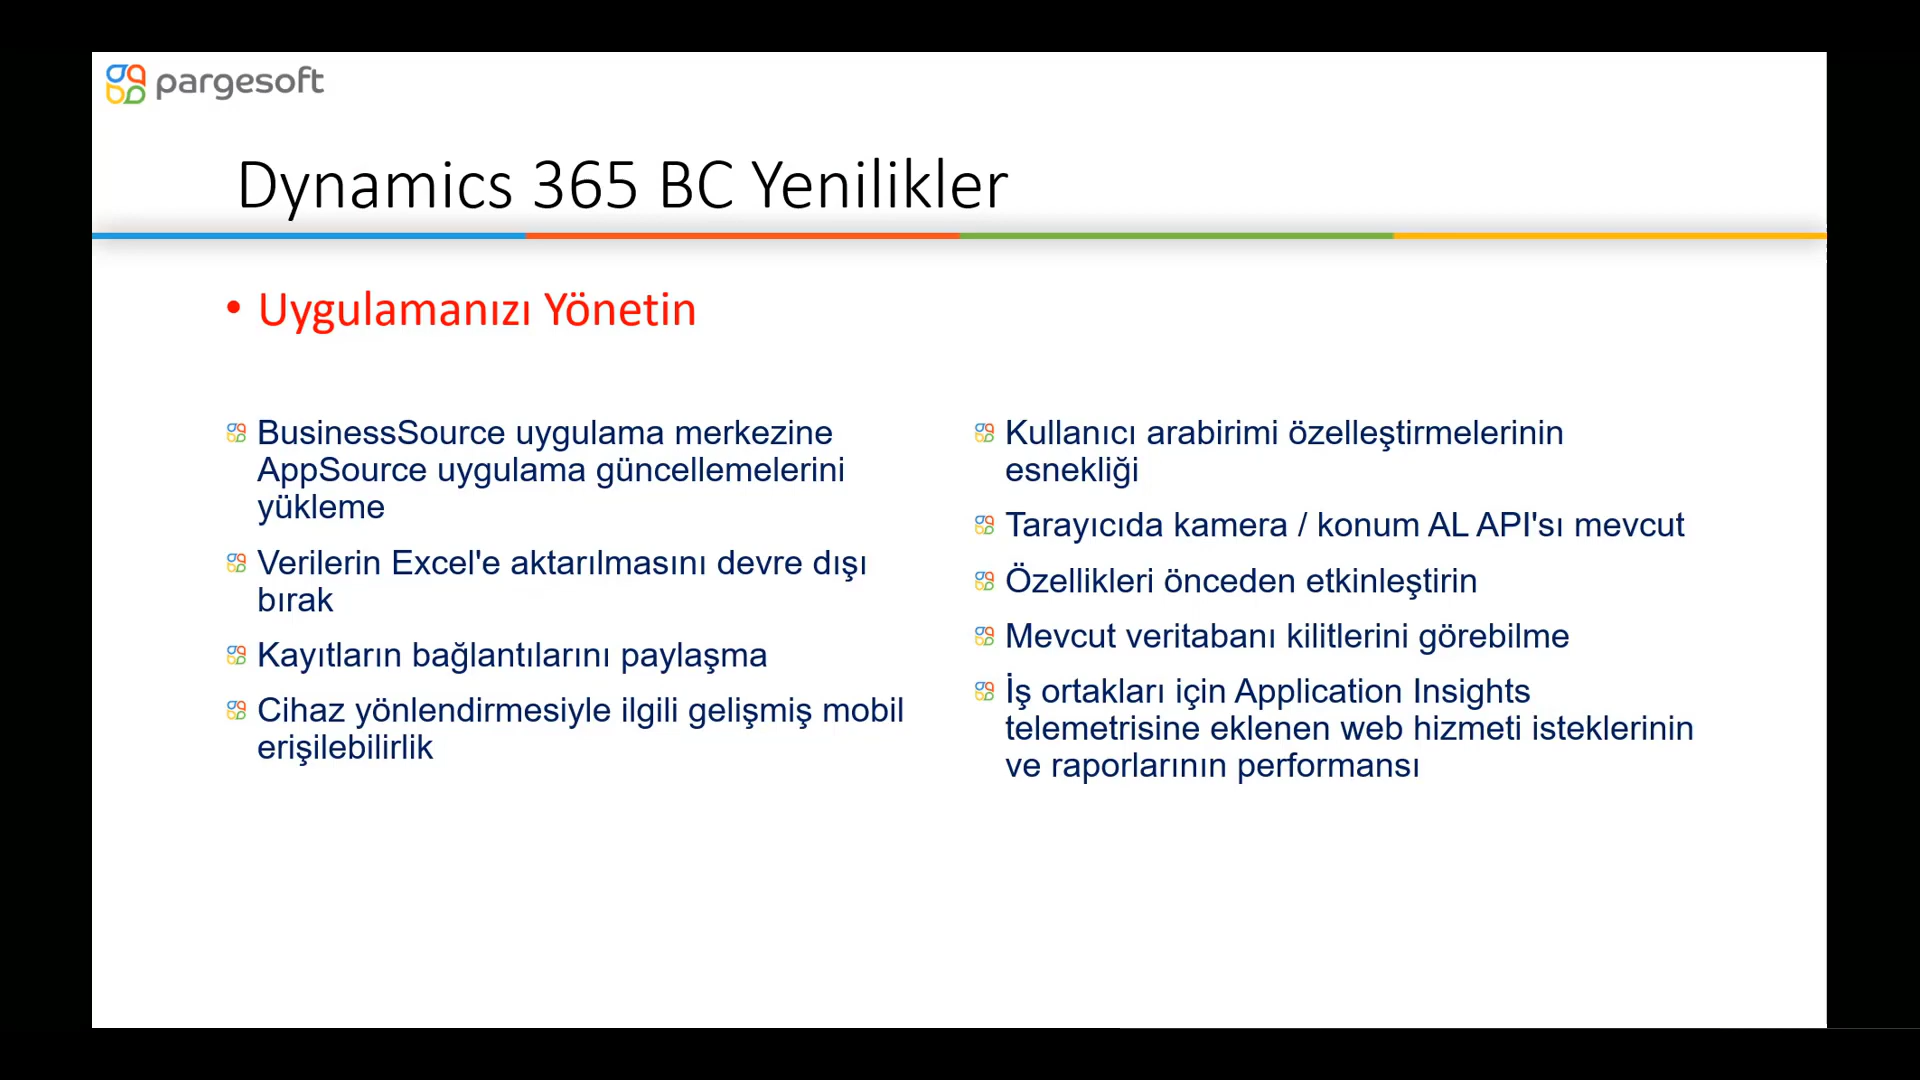 pargesoft
Dynamics 365 BC Yenilikler
• Uygulamanızı Yönetin
BusinessSource uygulama merkezine
AppSource uygulama güncellemelerini
yükleme
Verilerin Excel'e aktarılmasını devre dışı
bırak
Kayıtların bağlantılarını paylaşma
Cihaz yönlendirmesiyle ilgili gelişmiş mobil
erişilebilirlik
Kullanıcı arabirimi özelleştirmelerinin
esnekliği
Tarayıcıda kamera / konum AL API'sı mevcut
Özellikleri önceden etkinleştirin
Mevcut veritabanı kilitlerini görebilme
İş ortakları için Application Insights
telemetrisine eklenen web hizmeti isteklerinin
ve raporlarının performansı